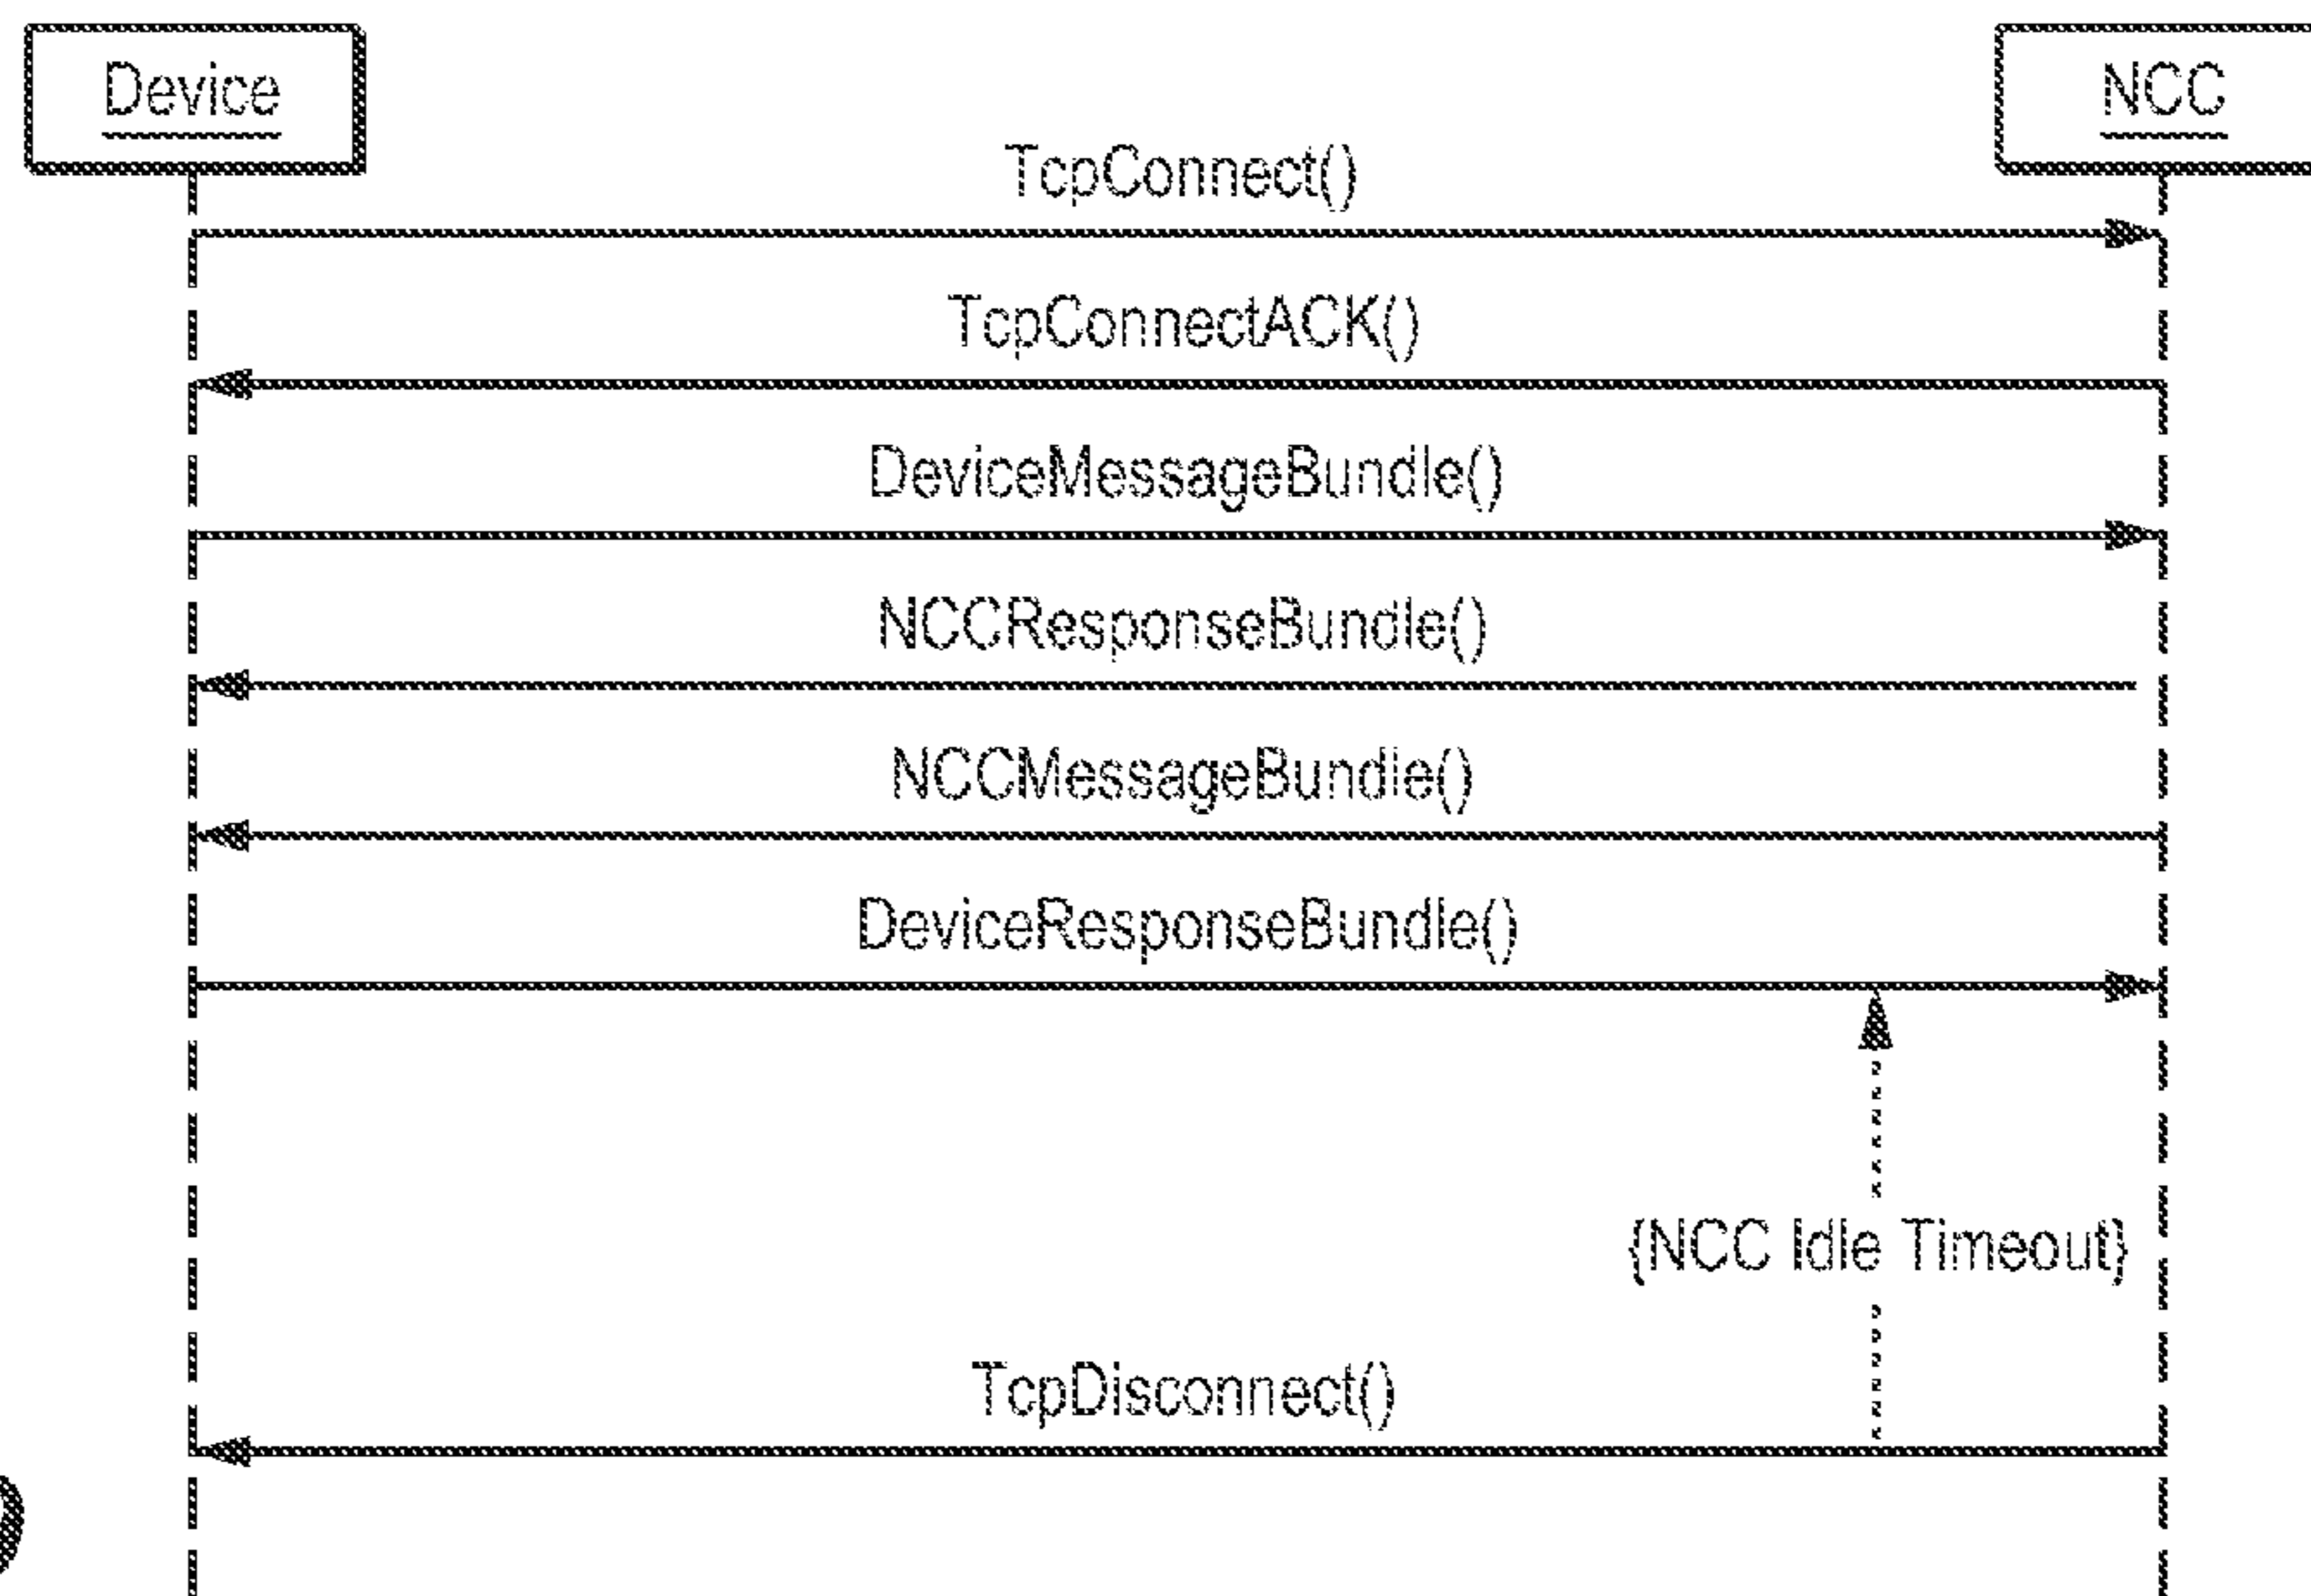 Device
NCC
TcpConnect()
TcpConnectACK()
DeviceMessageBundle()
NCCResponseBundle()
NCCMessageBundle()
DeviceResponseBundle()
{NCC Idle Timeout}
TcpDisconnect()